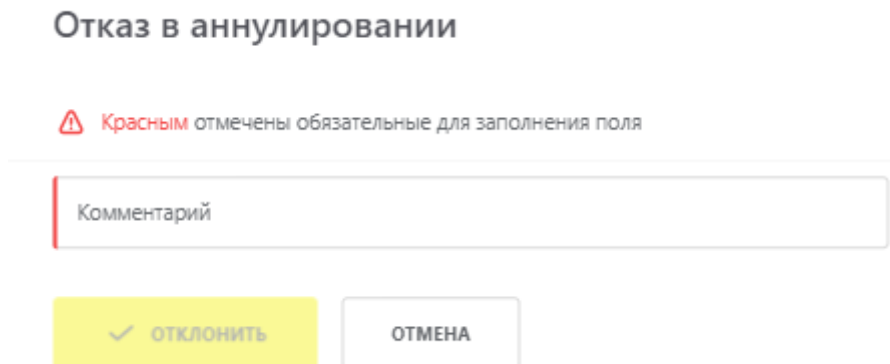 Отказ в аннулировании
Красным отмечены обязательные для заполнения поля
Комментарий
ОТКЛОНИТЬ
ОТМЕНА